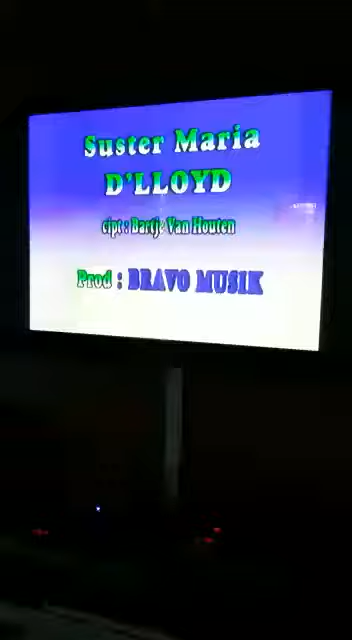 Suster Maria
D'LLOYD
cipt : Bartje Van Houten
Prod : BRAVO MUSIK